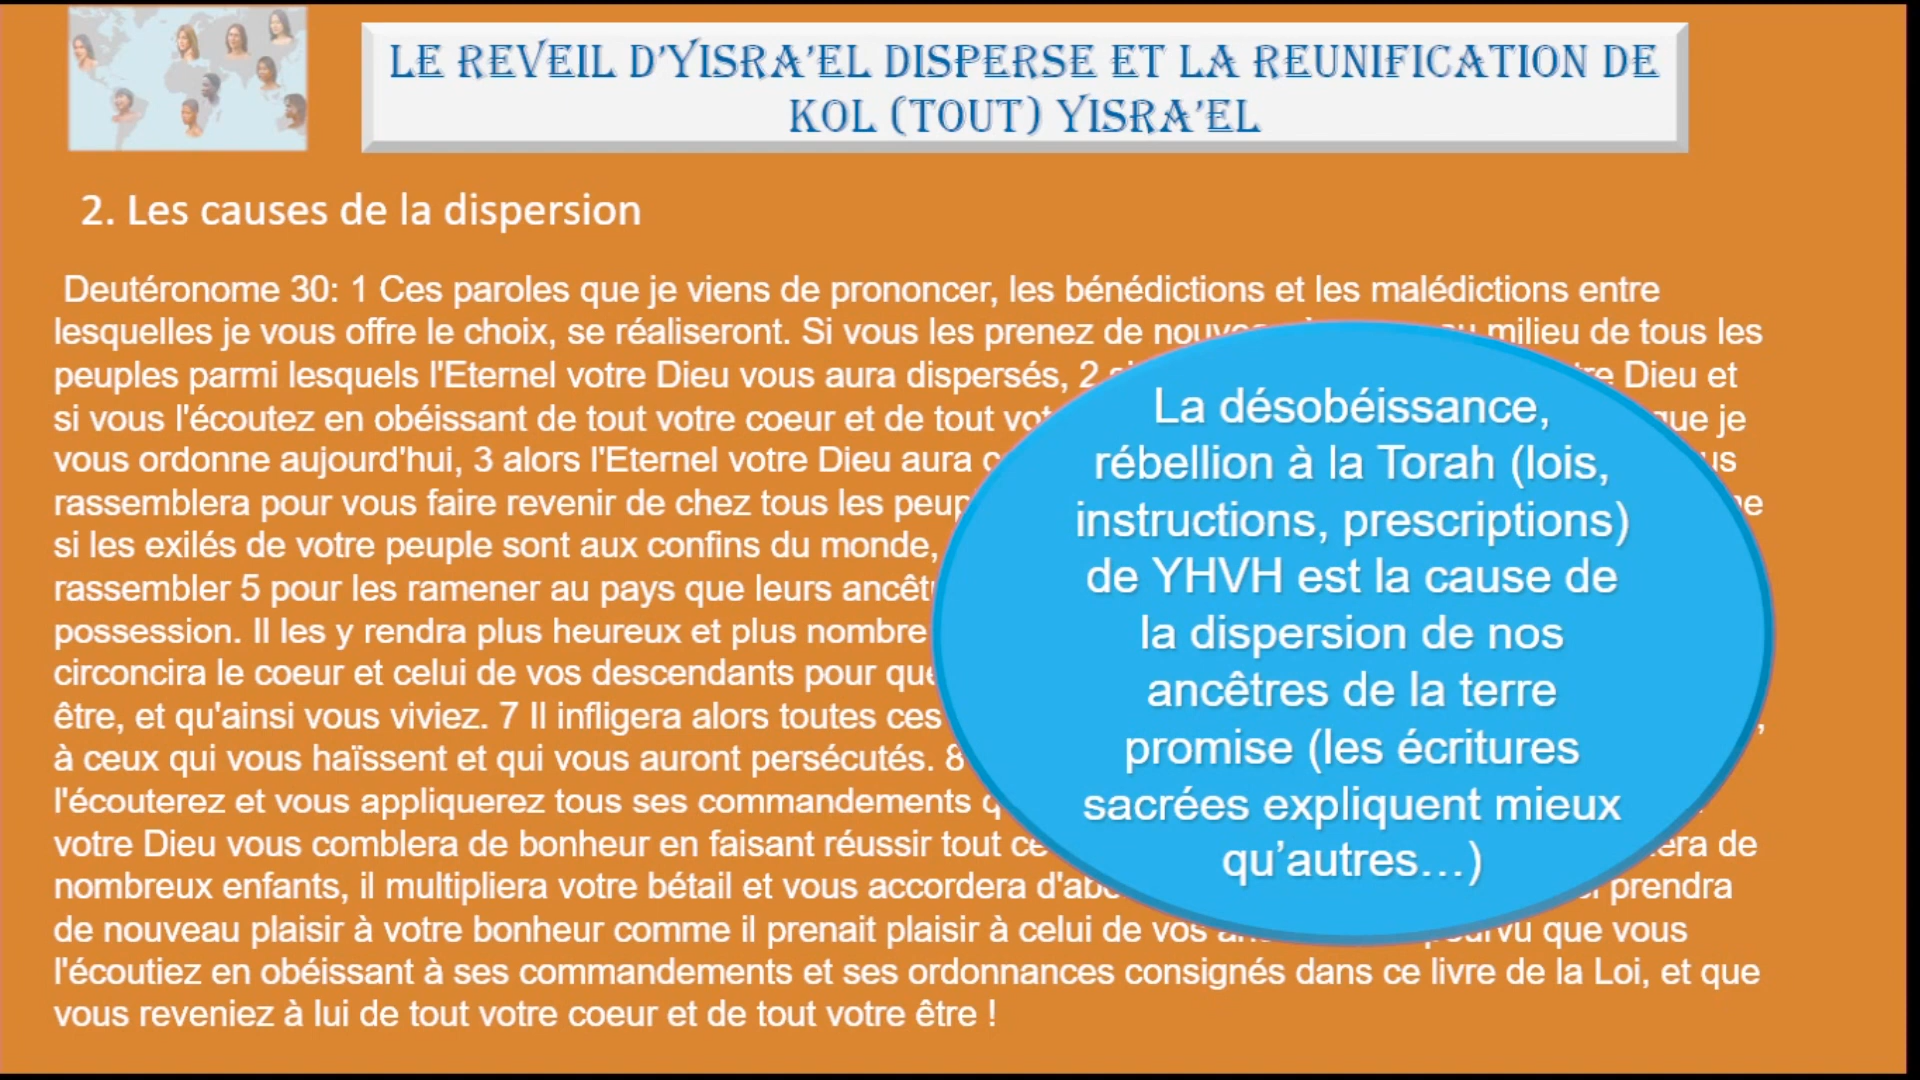 LE REVEIL D'YISRA'EL DISPERSE ET LA REUNIFICATION DE
KOL (TOUT) YISRA'EL
2. Les causes de la dispersion
Deutéronome 30: 1 Ces paroles que je viens de prononcer, les bénédictions et les malédictions entre
lesquelles je vous offre le choix, se réaliseront. Si vous les prenez de milieu de tous les
peuples parmi lesquels l'Eternel votre Dieu vous aura dispersés, 2 Dieu et
si vous l'écoutez en obéissant de tout votre coeur et de tout je
vous ordonne aujourd'hui, 3 alors l'Eternel votre Dieu aura
rassemblera pour vous faire revenir de chez tous les
si les exilés de votre peuple sont aux confins du monde,
rassembler 5 pour les ramener au pays que leurs
possession. Il les y rendra plus heureux et plus nombre
circoncira le coeur et celui de vos descendants pour
être, et qu'ainsi vous viviez. 7 Il infligera alors toutes ces
à ceux qui vous haïssent et qui vous auront persécutés. 8
l'écouterez et vous appliquerez tous ses commandements
votre Dieu vous comblera de bonheur en faisant réussir tout de
nombreux enfants, il multipliera votre bétail et vous accordera prendra
de nouveau plaisir à votre bonheur comme il prenait plaisir à celui de vos que vous
l'écoutiez en obéissant à ses commandements et ses ordonnances consignés dans ce livre de la Loi, et que
vous reveniez à lui de tout votre coeur et de tout votre être !
La désobéissance,
rébellion à la Torah (lois,
instructions, prescriptions)
de YHVH est la cause de
la dispersion de nos
ancêtres de la terre
promise (les écritures
sacrées expliquent mieux
qu'autres…)